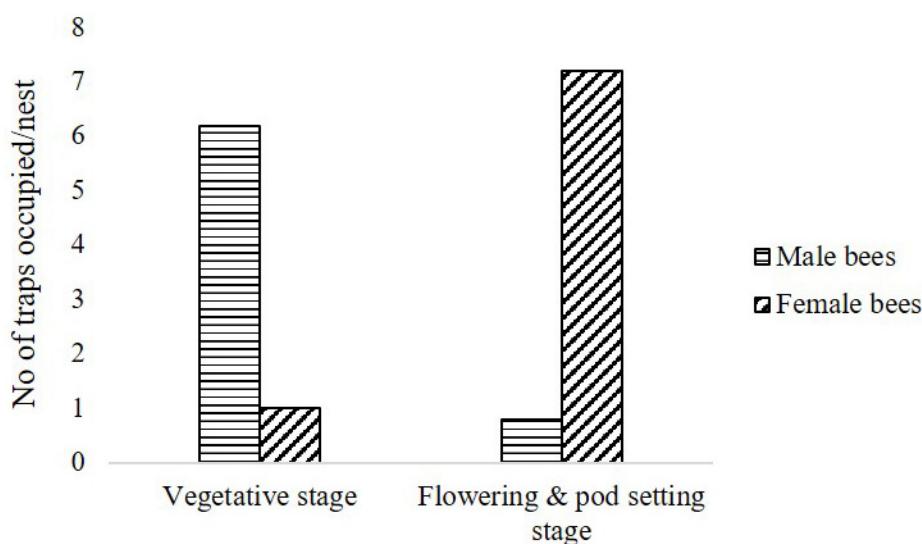 No of traps occupied/nest
8
7
6
5
4
3
2
1
0
Vegetative stage
Flowering & pod setting
stage
Male bees
Female bees